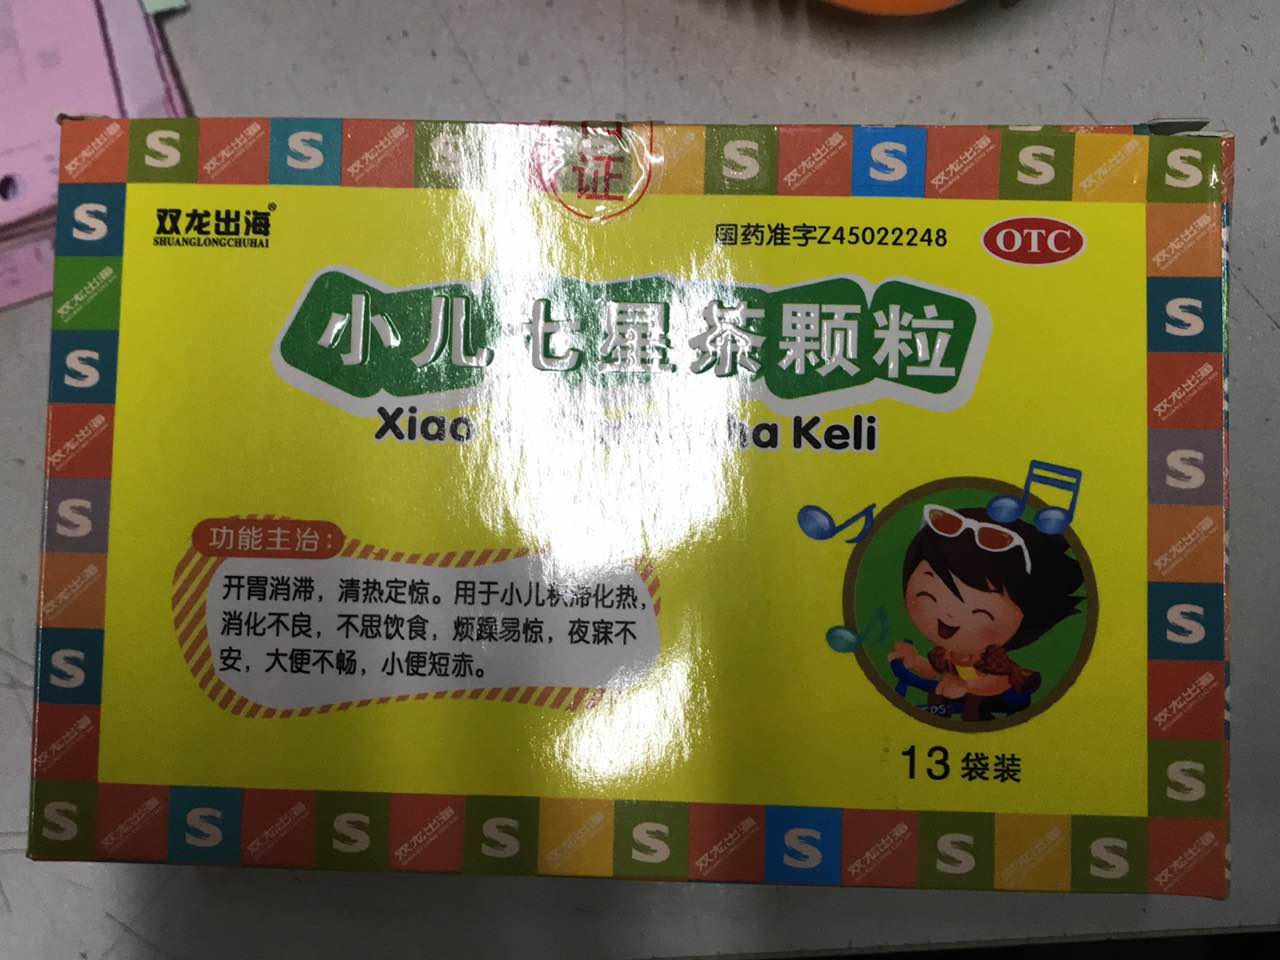 证
双龙出海®
SHUANGLONGCHUHAI
国药准字Z45022248
OTC
小儿七星茶颗粒
Xiao ha Keli
功能主治：
开胃消滞，清热定惊。用于小儿积滞化热，
消化不良，不思饮食，烦躁易惊，夜寐不
安，大便不畅，小便短赤。
13袋装